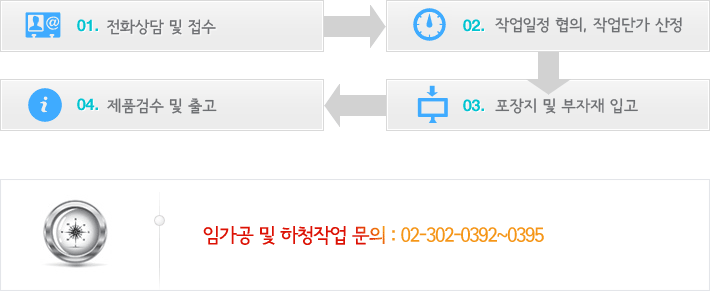 01. 전화상담 및 접수
02. 작업일정 협의, 작업단가 산정
03. 포장지 및 부자재 입고
04. 제품검수 및 출고
임가공 및 하청작업 문의 : 02-302-0392~0395